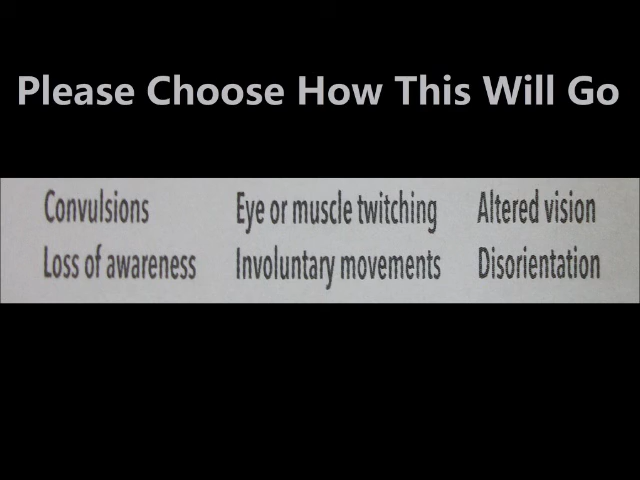 Please Choose How This Will Go
Convulsions Eye or muscle twitching Altered vision
Loss of awareness Involuntary movements Disorientation